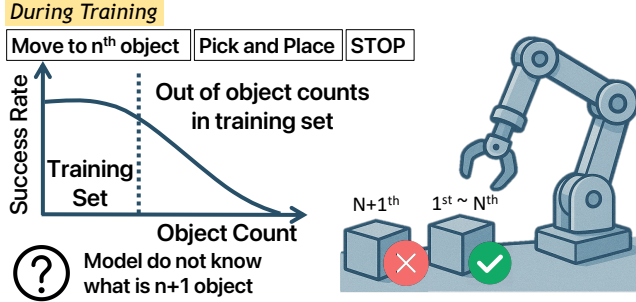 During Training
Move to nth object Pick and Place STOP
Success Rate
Out of object counts
in training set
Training
Set
Object Count
N+1th 1st ~ Nth
?
Model do not know
what is n+1 object